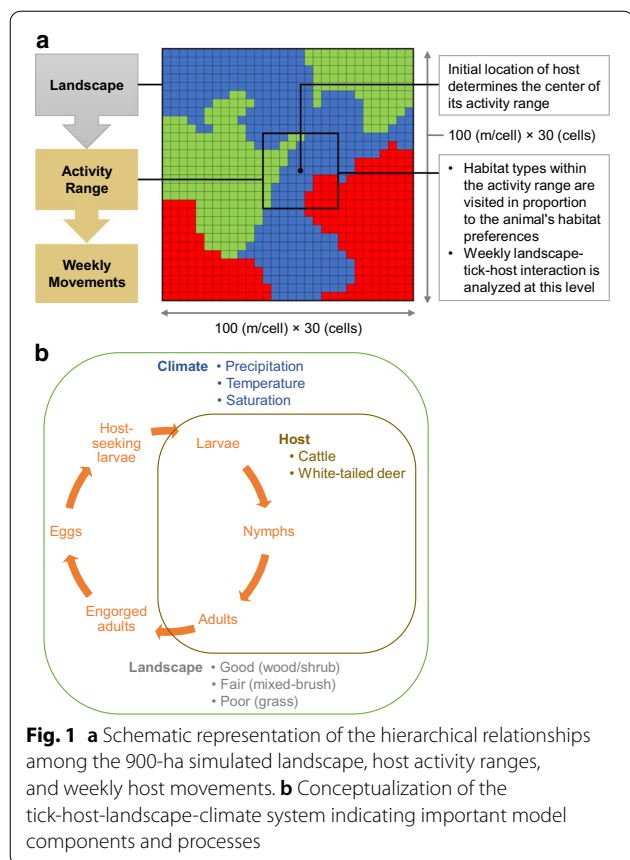 a
Landscape
Activity
Range
Weekly
Movements
Initial location of host
determines the center of
its activity range
100 (m/cell) × 30 (cells)
• Habitat types within
the activity range are
visited in proportion
to the animal's habitat
preferences
• Weekly landscape-
tick-host interaction is
analyzed at this level
100 (m/cell) × 30 (cells)
b
Climate • Precipitation
• Temperature
• Saturation
Host-
seeking
larvae
Larvae
Host
• Cattle
• White-tailed deer
Eggs
Nymphs
Engorged
adults
Adults
Landscape • Good (wood/shrub)
• Fair (mixed-brush)
• Poor (grass)
Fig. 1 a Schematic representation of the hierarchical relationships
among the 900-ha simulated landscape, host activity ranges,
and weekly host movements. b Conceptualization of the
tick-host-landscape-climate system indicating important model
components and processes